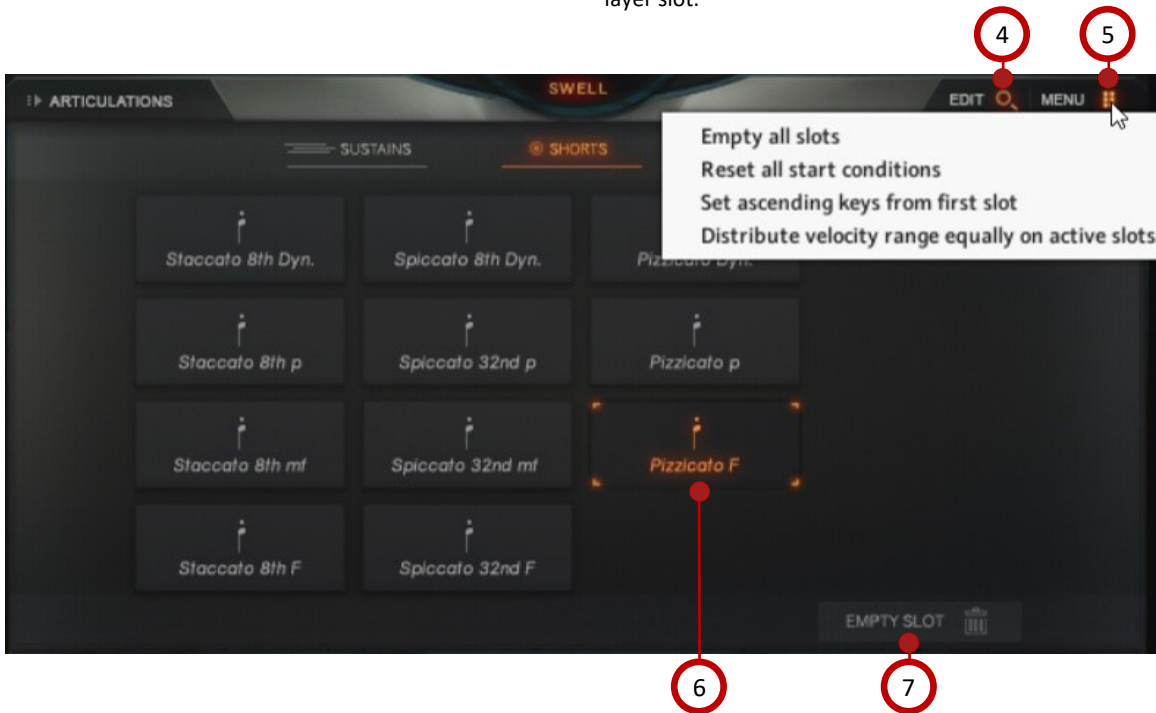 layer slot.
4 5
ARTICULATIONS SWELL EDIT MENU
Empty all slots
SUSTAINS SHORTS
Reset all start conditions
Set ascending keys from first slot
Distribute velocity range equally on active slots
Staccato 8th Dyn. Spiccato 8th Dyn. Pizzicato Dyn.
Staccato 8th p Spiccato 32nd p Pizzicato p
Staccato 8th mf Spiccato 32nd mf Pizzicato F
Staccato 8th F Spiccato 32nd F
EMPTY SLOT
6 7